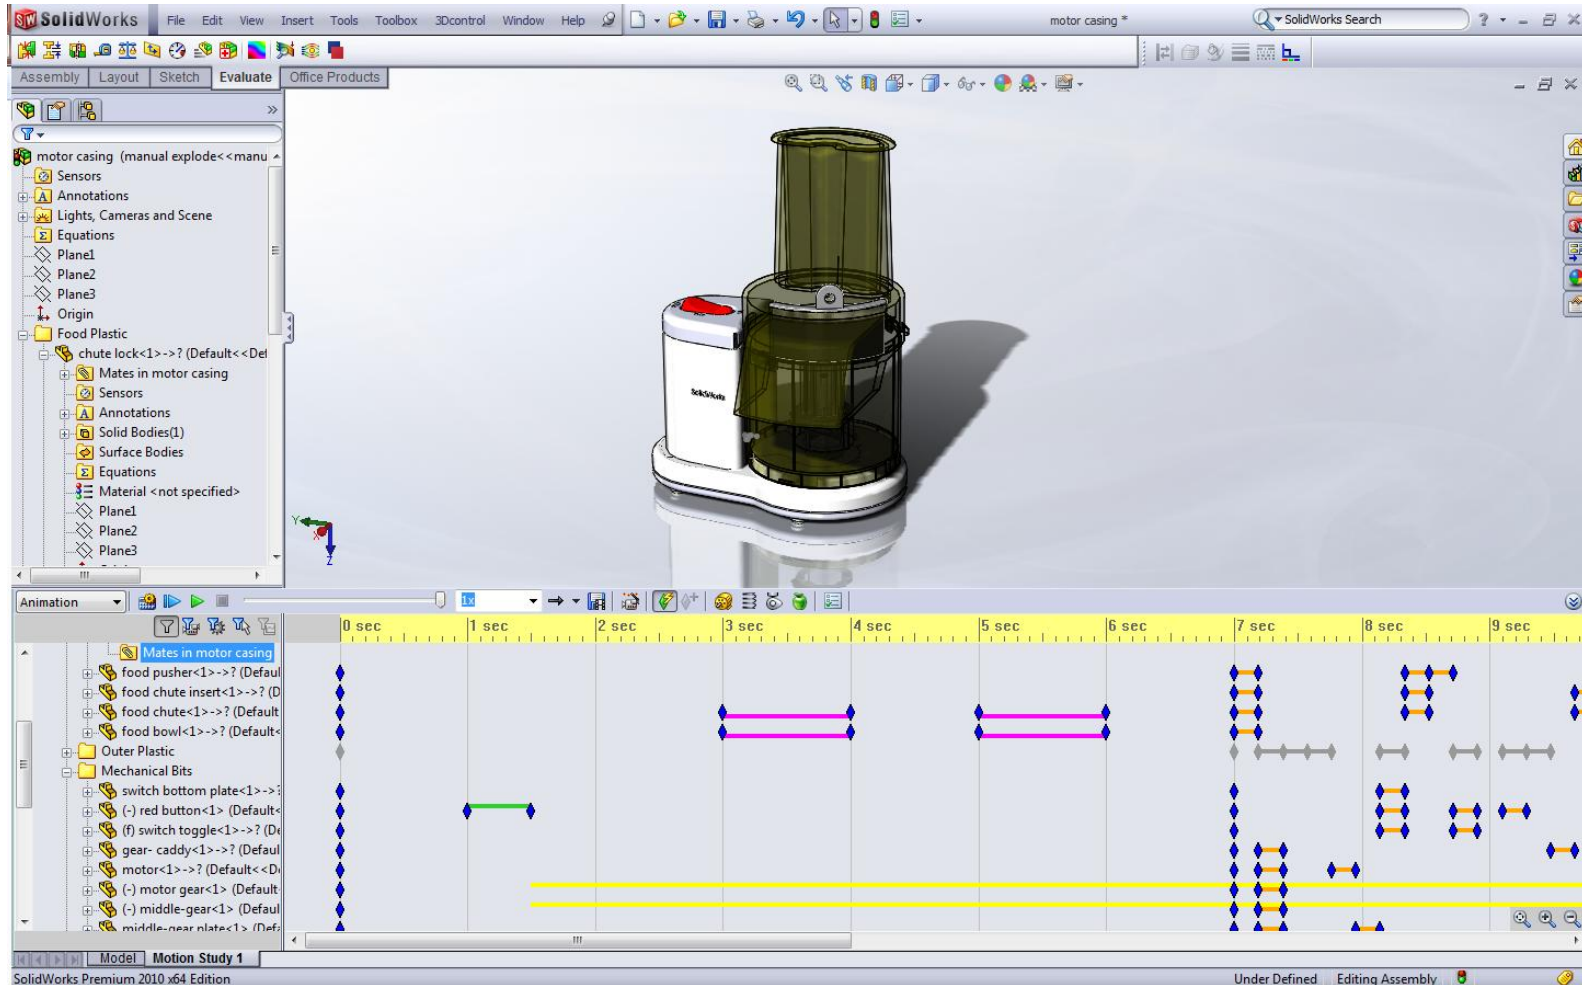 SolidWorks File Edit View Insert Tools Toolbox 3Dcontrol Window Help motor casing * SolidWorks Search ?
Assembly Layout Sketch Evaluate Office Products
motor casing (manual explode<<manu
Sensors
Annotations
Lights, Cameras and Scene
Equations
Plane1
Plane2
Plane3
Origin
Food Plastic
chute lock<1>->? (Default<<Def
Mates in motor casing
Sensors
Annotations
Solid Bodies(1)
Surface Bodies
Equations
Material <not specified>
Plane1
Plane2
Plane3
SolidWorks
Y X Z
Animation 1x
0 sec 1 sec 2 sec 3 sec 4 sec 5 sec 6 sec 7 sec 8 sec 9 sec
Mates in motor casing
food pusher<1>->? (Defaul
food chute insert<1>->? (D
food chute<1>->? (Default
food bowl<1>->? (Default<
Outer Plastic
Mechanical Bits
switch bottom plate<1>->?
(-) red button<1> (Default<
(f) switch toggle<1>->? (De
gear- caddy<1>->? (Defaul
motor<1>->? (Default<<D
(-) motor gear<1> (Default
(-) middle-gear<1> (Defaul
middle-gear plate<1> (Defa
Model Motion Study 1
SolidWorks Premium 2010 x64 Edition Under Defined Editing Assembly